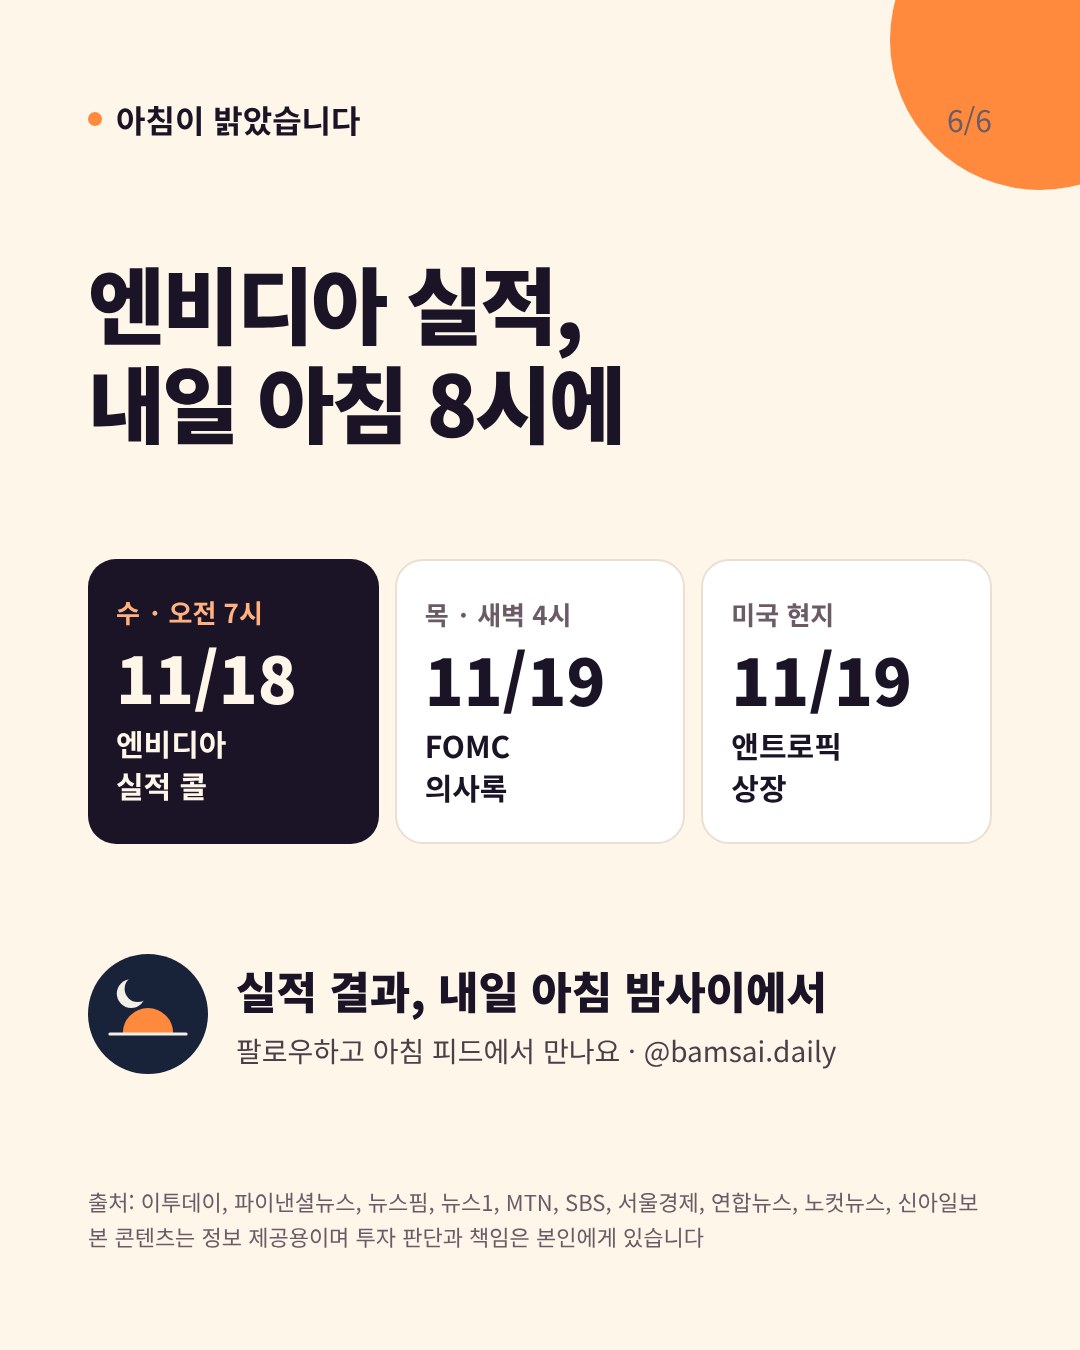 아침이 밝았습니다
6/6
엔비디아 실적,
내일 아침 8시에
수 · 오전 7시
11/18
엔비디아
실적 콜
목 · 새벽 4시
11/19
FOMC
의사록
미국 현지
11/19
앤트로픽
상장
실적 결과, 내일 아침 밤사이에서
팔로우하고 아침 피드에서 만나요 · @bamsai.daily
출처: 이투데이, 파이낸셜뉴스, 뉴스핌, 뉴스1, MTN, SBS, 서울경제, 연합뉴스, 노컷뉴스, 신아일보
본 콘텐츠는 정보 제공용이며 투자 판단과 책임은 본인에게 있습니다